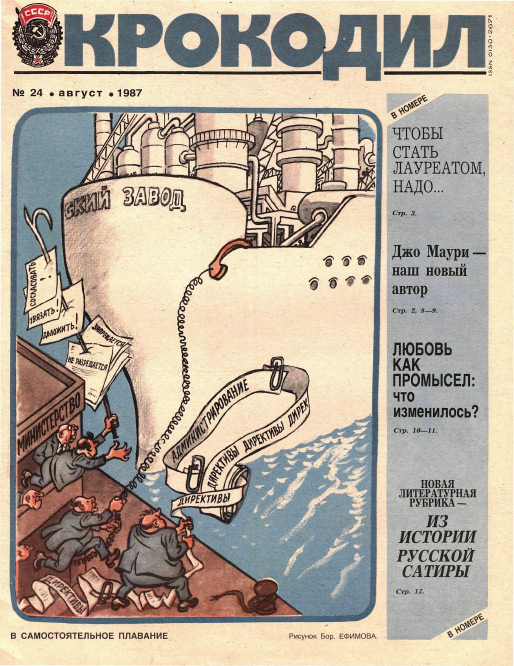 СССР
КРОКОДИЛ
ISSN 0130-2671
№ 24 • август • 1987
В НОМЕРЕ
ЧТОБЫ
СТАТЬ
ЛАУРЕАТОМ,
НАДО...
Стр. 3.
Джо Маури —
наш новый
автор
Стр. 2, 8—9.
ЛЮБОВЬ
КАК
ПРОМЫСЕЛ:
что
изменилось?
Стр. 10—11.
НОВАЯ
ЛИТЕРАТУРНАЯ
РУБРИКА —
ИЗ
ИСТОРИИ
РУССКОЙ
САТИРЫ
Стр. 12.
В НОМЕРЕ
СКИЙ ЗАВОД
СОГЛАСОВАТЬ!
УВЯЗАТЬ!
ДОЛОЖИТЬ!
ЗАПРЕЩАЕТСЯ
НЕ РАЗРЕШАЕТСЯ
МИНИСТЕРСТВО
АДМИНИСТРИРОВАНИЕ
ДИРЕКТИВЫ ДИРЕКТИВЫ ДИРЕК
ДИРЕКТИВЫ
ДИРЕКТИВЫ
В САМОСТОЯТЕЛЬНОЕ ПЛАВАНИЕ
Рисунок Бор. ЕФИМОВА.